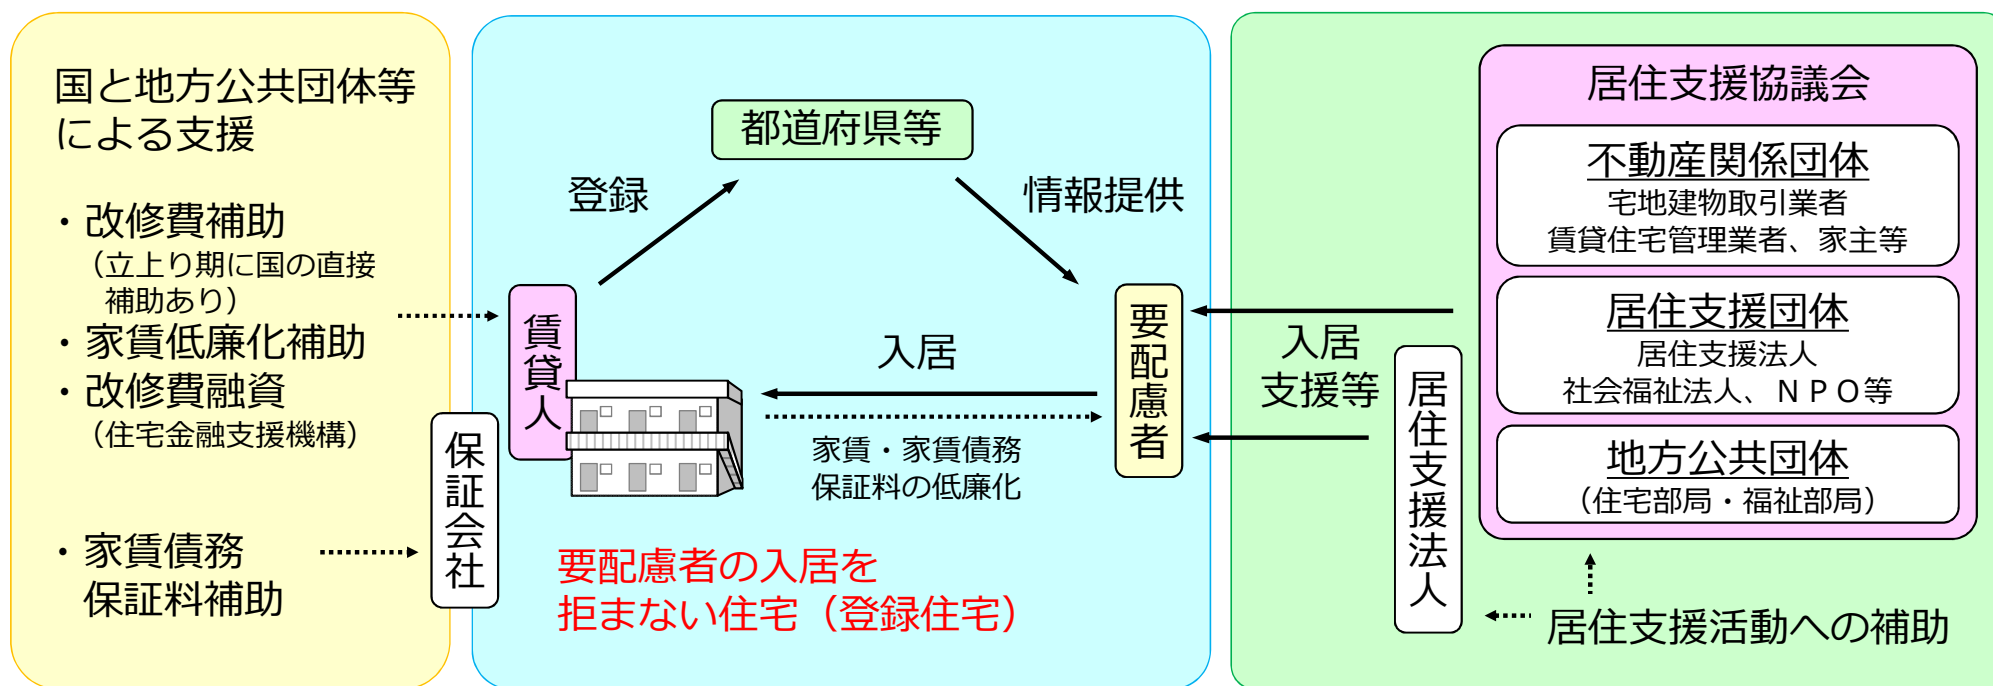 国と地方公共団体等
による支援
・改修費補助
（立上り期に国の直接
補助あり）
・家賃低廉化補助
・改修費融資
（住宅金融支援機構）
・家賃債務
保証料補助
保証会社
都道府県等
登録
情報提供
賃貸人
入居
家賃・家賃債務
保証料の低廉化
要配慮者
要配慮者の入居を
拒まない住宅（登録住宅）
入居
支援等
居住支援法人
居住支援協議会
不動産関係団体
宅地建物取引業者
賃貸住宅管理業者、家主等
居住支援団体
居住支援法人
社会福祉法人、ＮＰＯ等
地方公共団体
（住宅部局・福祉部局）
居住支援活動への補助